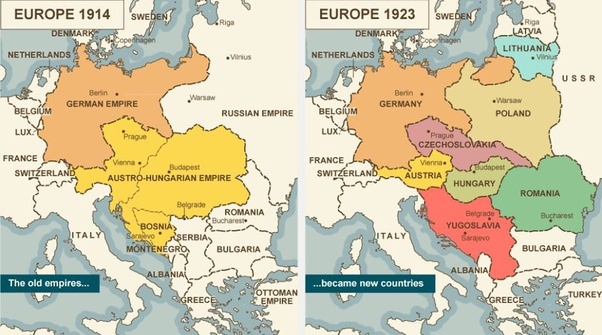 EUROPE 1914
SWEDEN
Riga
DENMARK
Copenhagen
NETHERLANDS
Vilnius
Berlin
GERMAN EMPIRE
Warsaw
BELGIUM
RUSSIAN EMPIRE
LUX.
Prague
FRANCE
Vienna
Budapest
SWITZERLAND
AUSTRO-HUNGARIAN EMPIRE
Belgrade
ROMANIA
Bucharest
BOSNIA
ITALY
Sarajevo
SERBIA
MONTENEGRO
BULGARIA
ALBANIA
The old empires...
OTTOMAN
EMPIRE
GREECE
EUROPE 1923
SWEDEN
Riga
LATVIA
DENMARK
Copenhagen
LITHUANIA
NETHERLANDS
Vilnius
USSR
Berlin
GERMANY
Warsaw
POLAND
BELGIUM
LUX.
Prague
CZECHOSLOVAKIA
FRANCE
Vienna
Budapest
SWITZERLAND
AUSTRIA
HUNGARY
ROMANIA
Belgrade
Bucharest
YUGOSLAVIA
ITALY
Sarajevo
BULGARIA
ALBANIA
...became new countries
TURKEY
GREECE